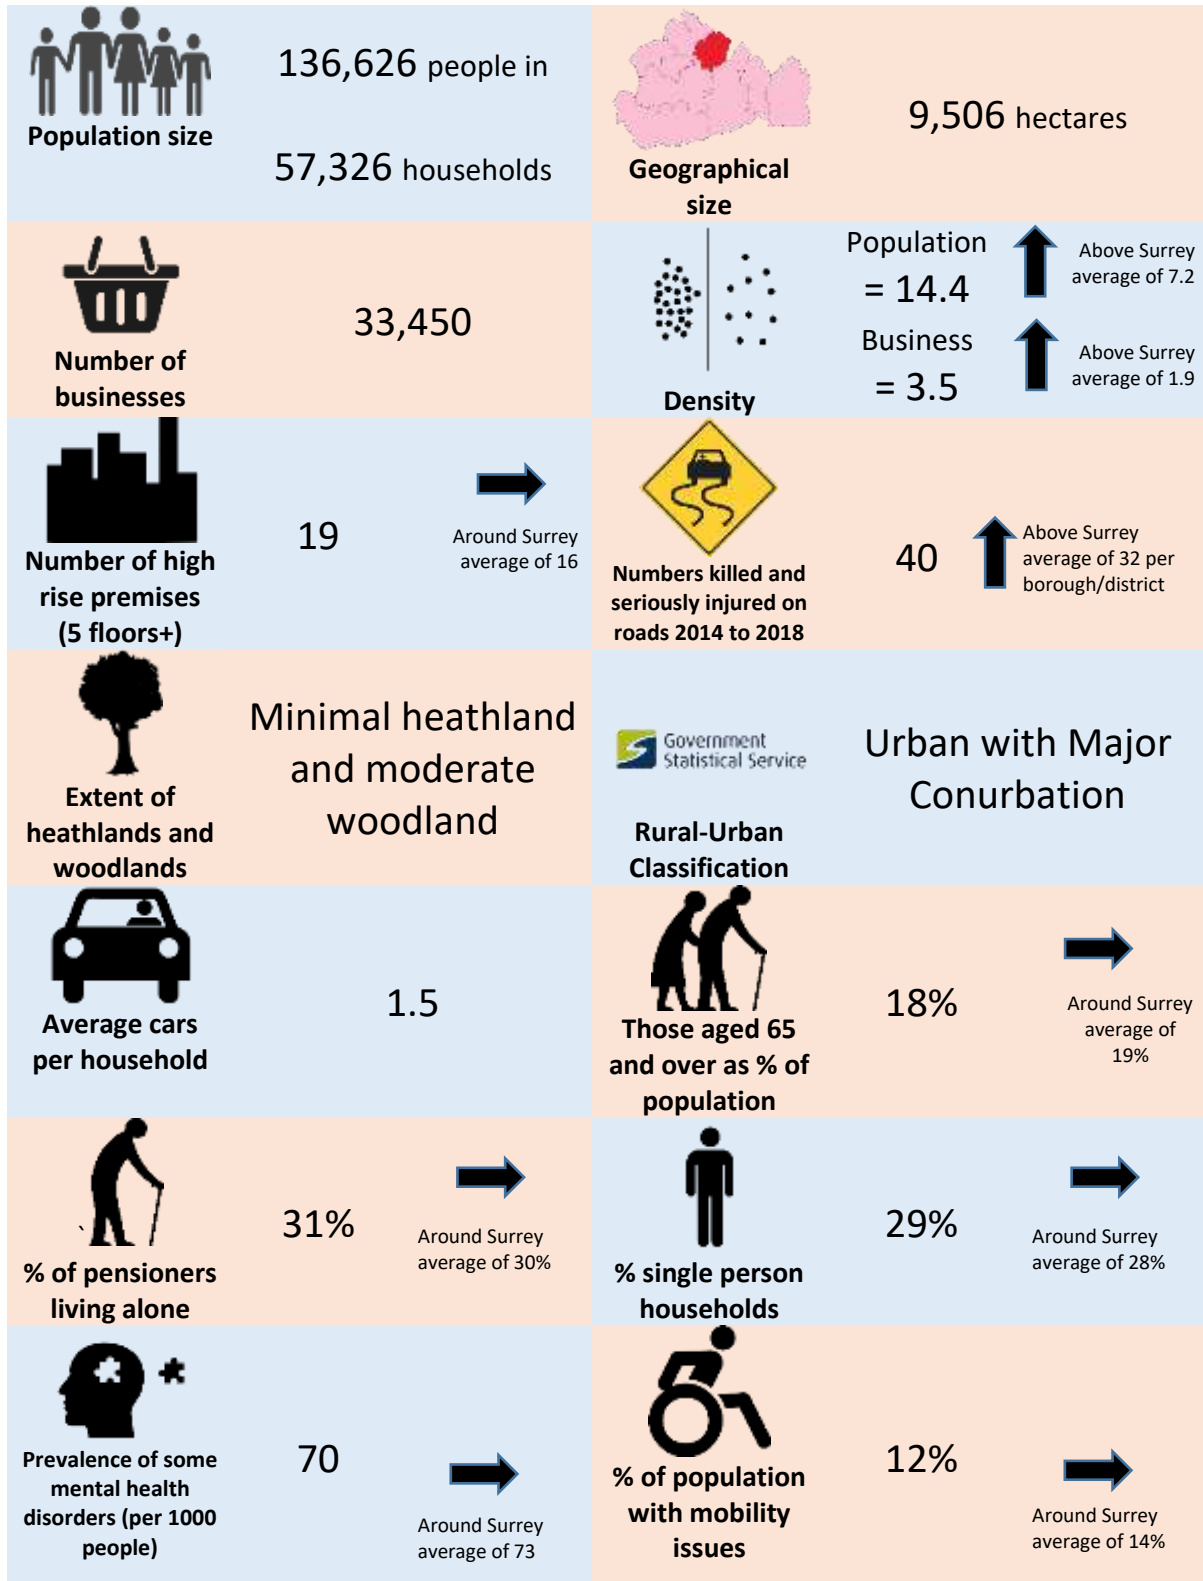 136,626 people in
57,326 households
Population size
9,506 hectares
Geographical
size
33,450
Number of
businesses
Population
= 14.4
Above Surrey
average of 7.2
Business
= 3.5
Above Surrey
average of 1.9
Density
19
Around Surrey
average of 16
Number of high
rise premises
(5 floors+)
40
Above Surrey
average of 32 per
borough/district
Numbers killed and
seriously injured on
roads 2014 to 2018
Minimal heathland
and moderate
woodland
Extent of
heathlands and
woodlands
Government
Statistical Service
Urban with Major
Conurbation
Rural-Urban
Classification
1.5
Average cars
per household
18%
Around Surrey
average of
19%
Those aged 65
and over as % of
population
`
31%
Around Surrey
average of 30%
% of pensioners
living alone
29%
Around Surrey
average of 28%
% single person
households
70
Around Surrey
average of 73
Prevalence of some
mental health
disorders (per 1000
people)
12%
Around Surrey
average of 14%
% of population
with mobility
issues